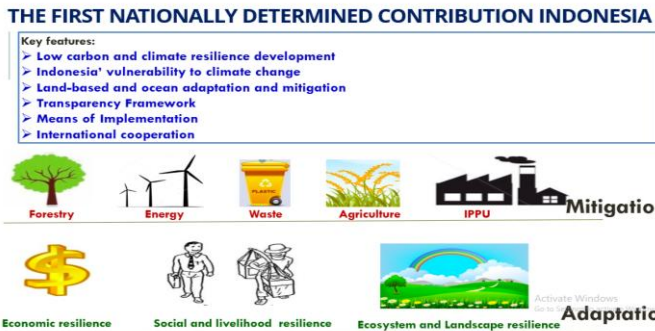 THE FIRST NATIONALLY DETERMINED CONTRIBUTION INDONESIA
Key features:
➢ Low carbon and climate resilience development
➢ Indonesia' vulnerability to climate change
➢ Land-based and ocean adaptation and mitigation
➢ Transparency Framework
➢ Means of Implementation
➢ International cooperation
PLASTIC
Forestry Energy Waste Agriculture IPPU Mitigatio
Activate Windows
Economic resilience Social and livelihood resilience Ecosystem and Landscape resilience Adaptatio